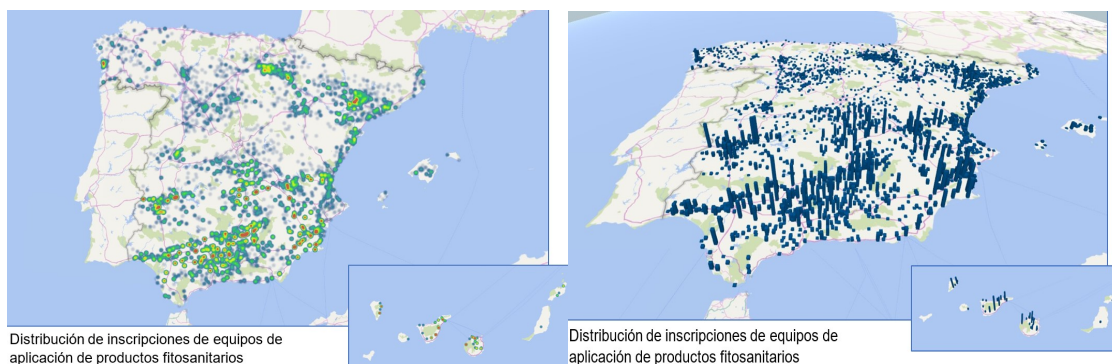 Distribución de inscripciones de equipos de
aplicación de productos fitosanitarios
Distribución de inscripciones de equipos de
aplicación de productos fitosanitarios